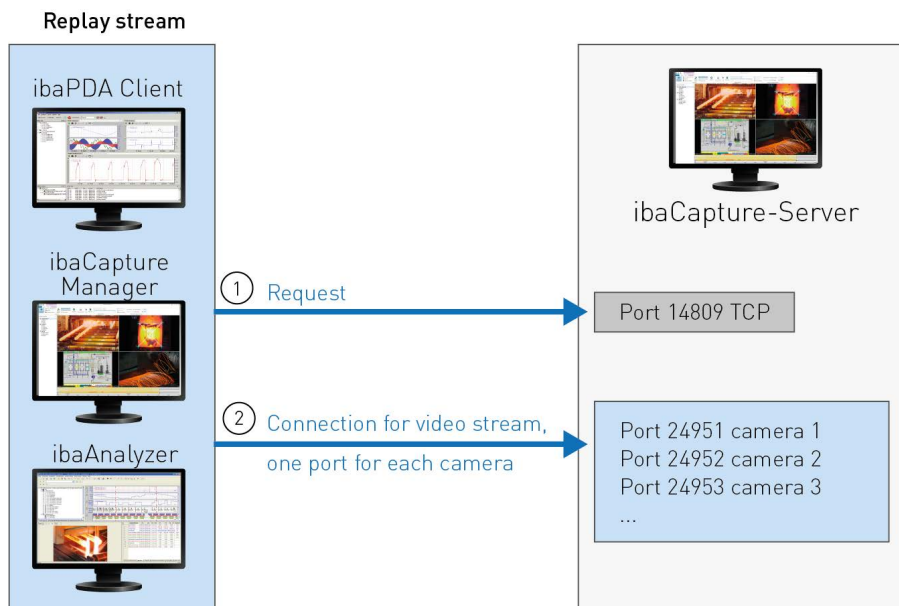 Replay stream
ibaPDA Client
ibaCapture
Manager
ibaAnalyzer
1 Request
2 Connection for video stream,
one port for each camera
ibaCapture-Server
Port 14809 TCP
Port 24951 camera 1
Port 24952 camera 2
Port 24953 camera 3
...